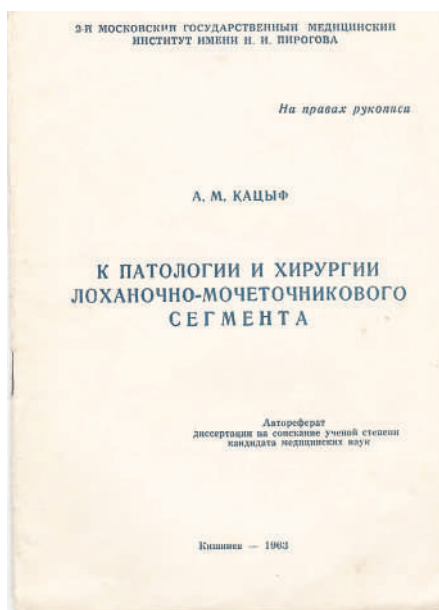 2-Й МОСКОВСКИЙ ГОСУДАРСТВЕННЫЙ МЕДИЦИНСКИЙ
ИНСТИТУТ ИМЕНИ Н. И. ПИРОГОВА
На правах рукописи
А. М. КАЦЫФ
К ПАТОЛОГИИ И ХИРУРГИИ
ЛОХАНОЧНО-МОЧЕТОЧНИКОВОГО
СЕГМЕНТА
Автореферат
диссертации на соискание ученой степени
кандидата медицинских наук
Кишинев — 1963